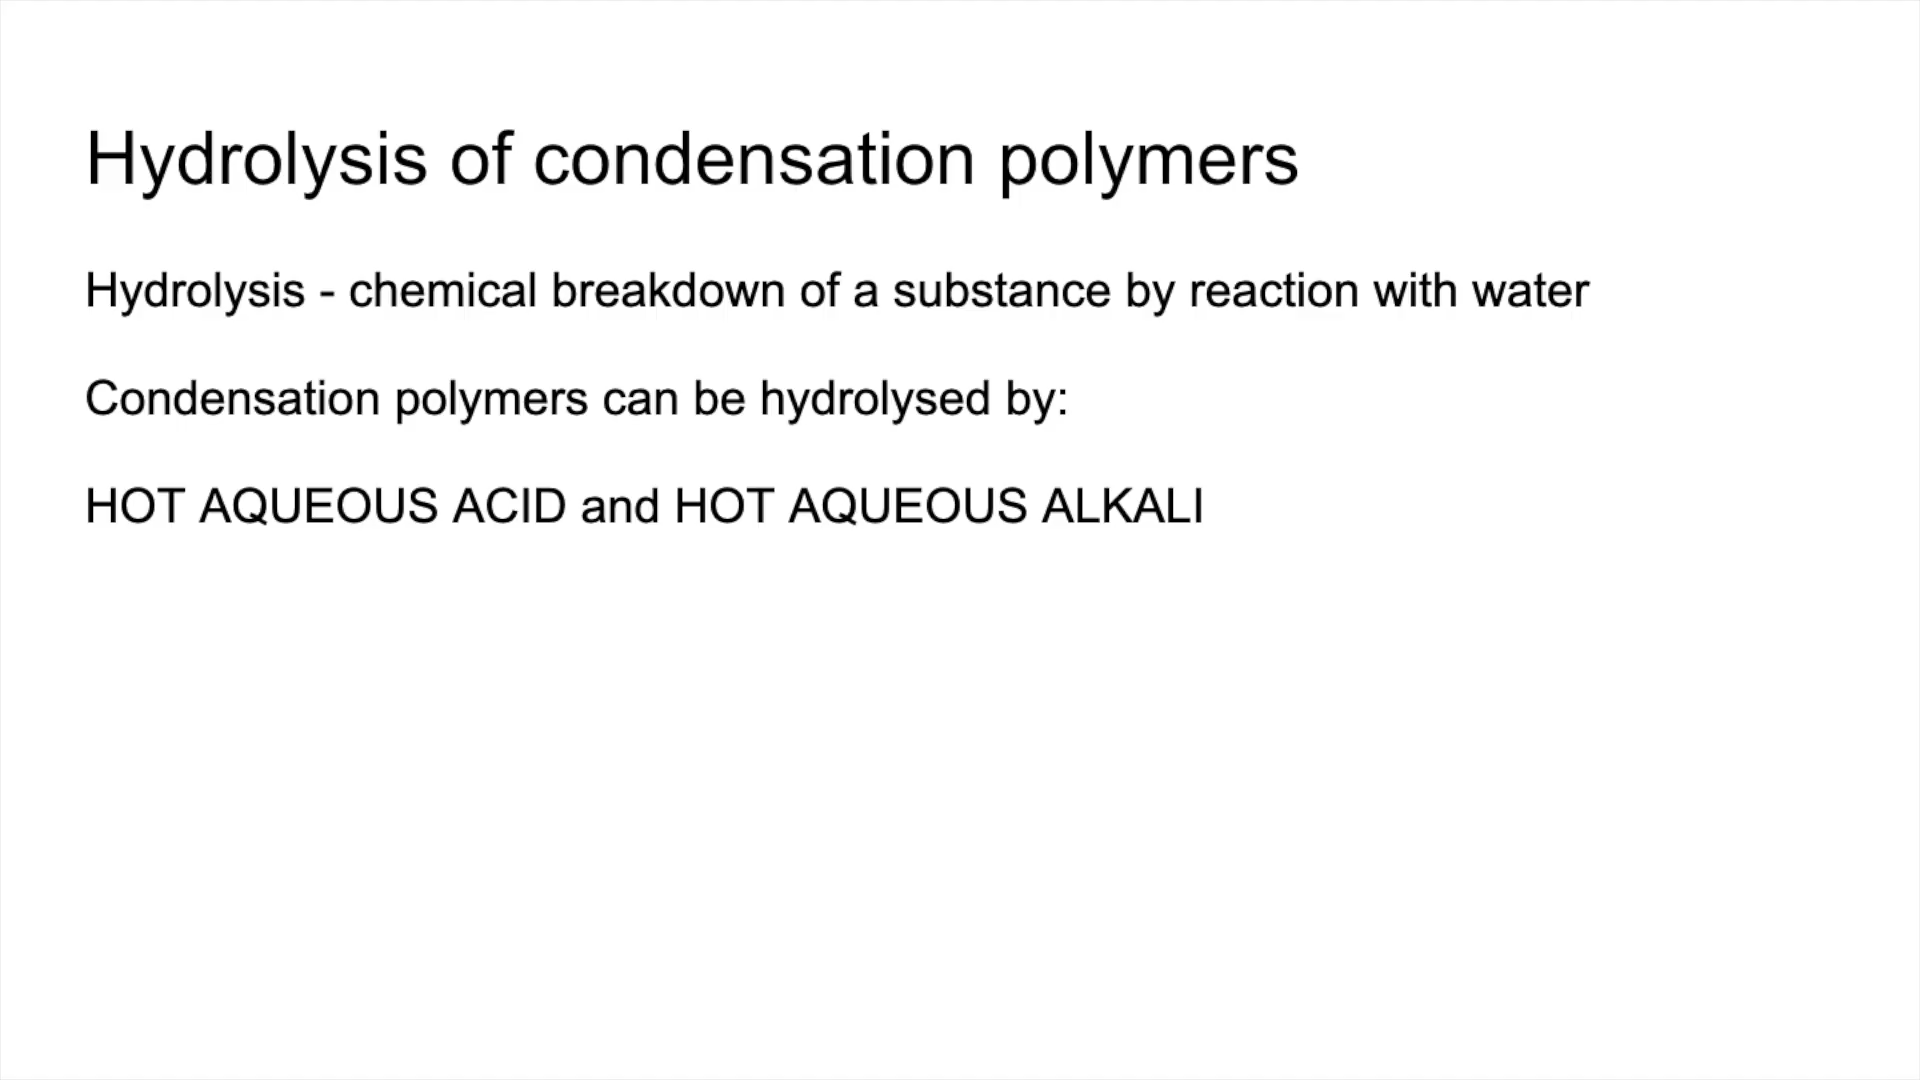 Hydrolysis of condensation polymers
Hydrolysis - chemical breakdown of a substance by reaction with water
Condensation polymers can be hydrolysed by:
HOT AQUEOUS ACID and HOT AQUEOUS ALKALI